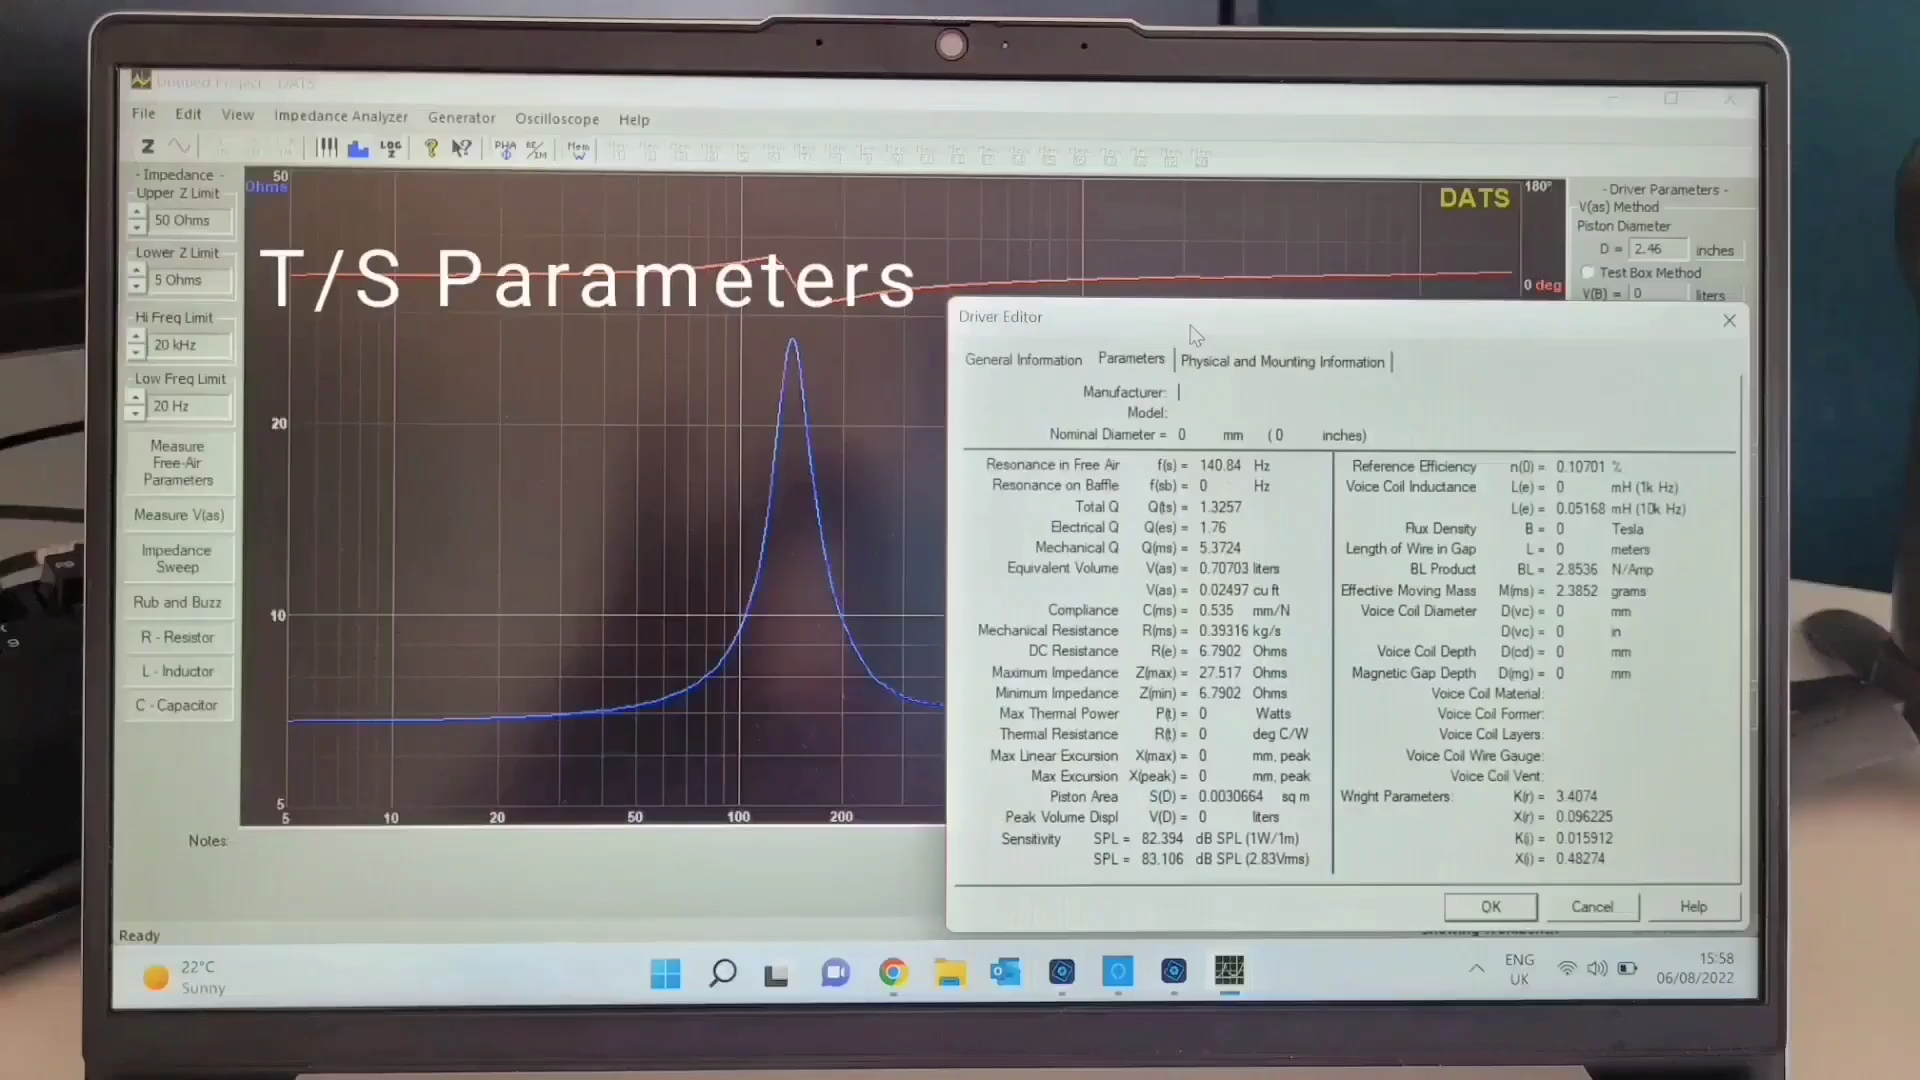 Untitled Project - DATS
File Edit View Impedance Analyzer Generator Oscilloscope Help
Z LOG Z ? ? PHA Φ RE/IM Mem
- Impedance -
Upper Z Limit
50 Ohms
Lower Z Limit
5 Ohms
Hi Freq Limit
20 kHz
Low Freq Limit
20 Hz
Measure
Free-Air
Parameters
Measure V(as)
Impedance
Sweep
Rub and Buzz
R - Resistor
L - Inductor
C - Capacitor
50
Ohms
20
10
5
5 10 20 50 100 200
DATS
180°
0 deg
T/S Parameters
- Driver Parameters -
V(as) Method
Piston Diameter
D = 2.46 inches
Test Box Method
V(B) = 0 liters
Driver Editor
General Information Parameters Physical and Mounting Information
Manufacturer:
Model:
Nominal Diameter = 0 mm ( 0 inches)
Resonance in Free Air f(s) = 140.84 Hz
Resonance on Baffle f(sb) = 0 Hz
Total Q Q(ts) = 1.3257
Electrical Q Q(es) = 1.76
Mechanical Q Q(ms) = 5.3724
Equivalent Volume V(as) = 0.70703 liters
V(as) = 0.02497 cu ft
Compliance C(ms) = 0.535 mm/N
Mechanical Resistance R(ms) = 0.39316 kg/s
DC Resistance R(e) = 6.7902 Ohms
Maximum Impedance Z(max) = 27.517 Ohms
Minimum Impedance Z(min) = 6.7902 Ohms
Max Thermal Power P(t) = 0 Watts
Thermal Resistance R(t) = 0 deg C/W
Max Linear Excursion X(max) = 0 mm, peak
Max Excursion X(peak) = 0 mm, peak
Piston Area S(D) = 0.0030664 sq m
Peak Volume Displ V(D) = 0 liters
Sensitivity SPL = 82.394 dB SPL (1W/1m)
SPL = 83.106 dB SPL (2.83Vrms)
Reference Efficiency n(0) = 0.10701 %
Voice Coil Inductance L(e) = 0 mH (1k Hz)
L(e) = 0.05168 mH (10k Hz)
Flux Density B = 0 Tesla
Length of Wire in Gap L = 0 meters
BL Product BL = 2.8536 N/Amp
Effective Moving Mass M(ms) = 2.3852 grams
Voice Coil Diameter D(vc) = 0 mm
D(vc) = 0 in
Voice Coil Depth D(cd) = 0 mm
Magnetic Gap Depth D(mg) = 0 mm
Voice Coil Material:
Voice Coil Former:
Voice Coil Layers:
Voice Coil Wire Gauge:
Voice Coil Vent:
Wright Parameters: K(r) = 3.4074
X(r) = 0.096225
K(i) = 0.015912
X(i) = 0.48274
OK Cancel Help
Notes:
Ready
22°C
Sunny
ENG
UK
15:58
06/08/2022